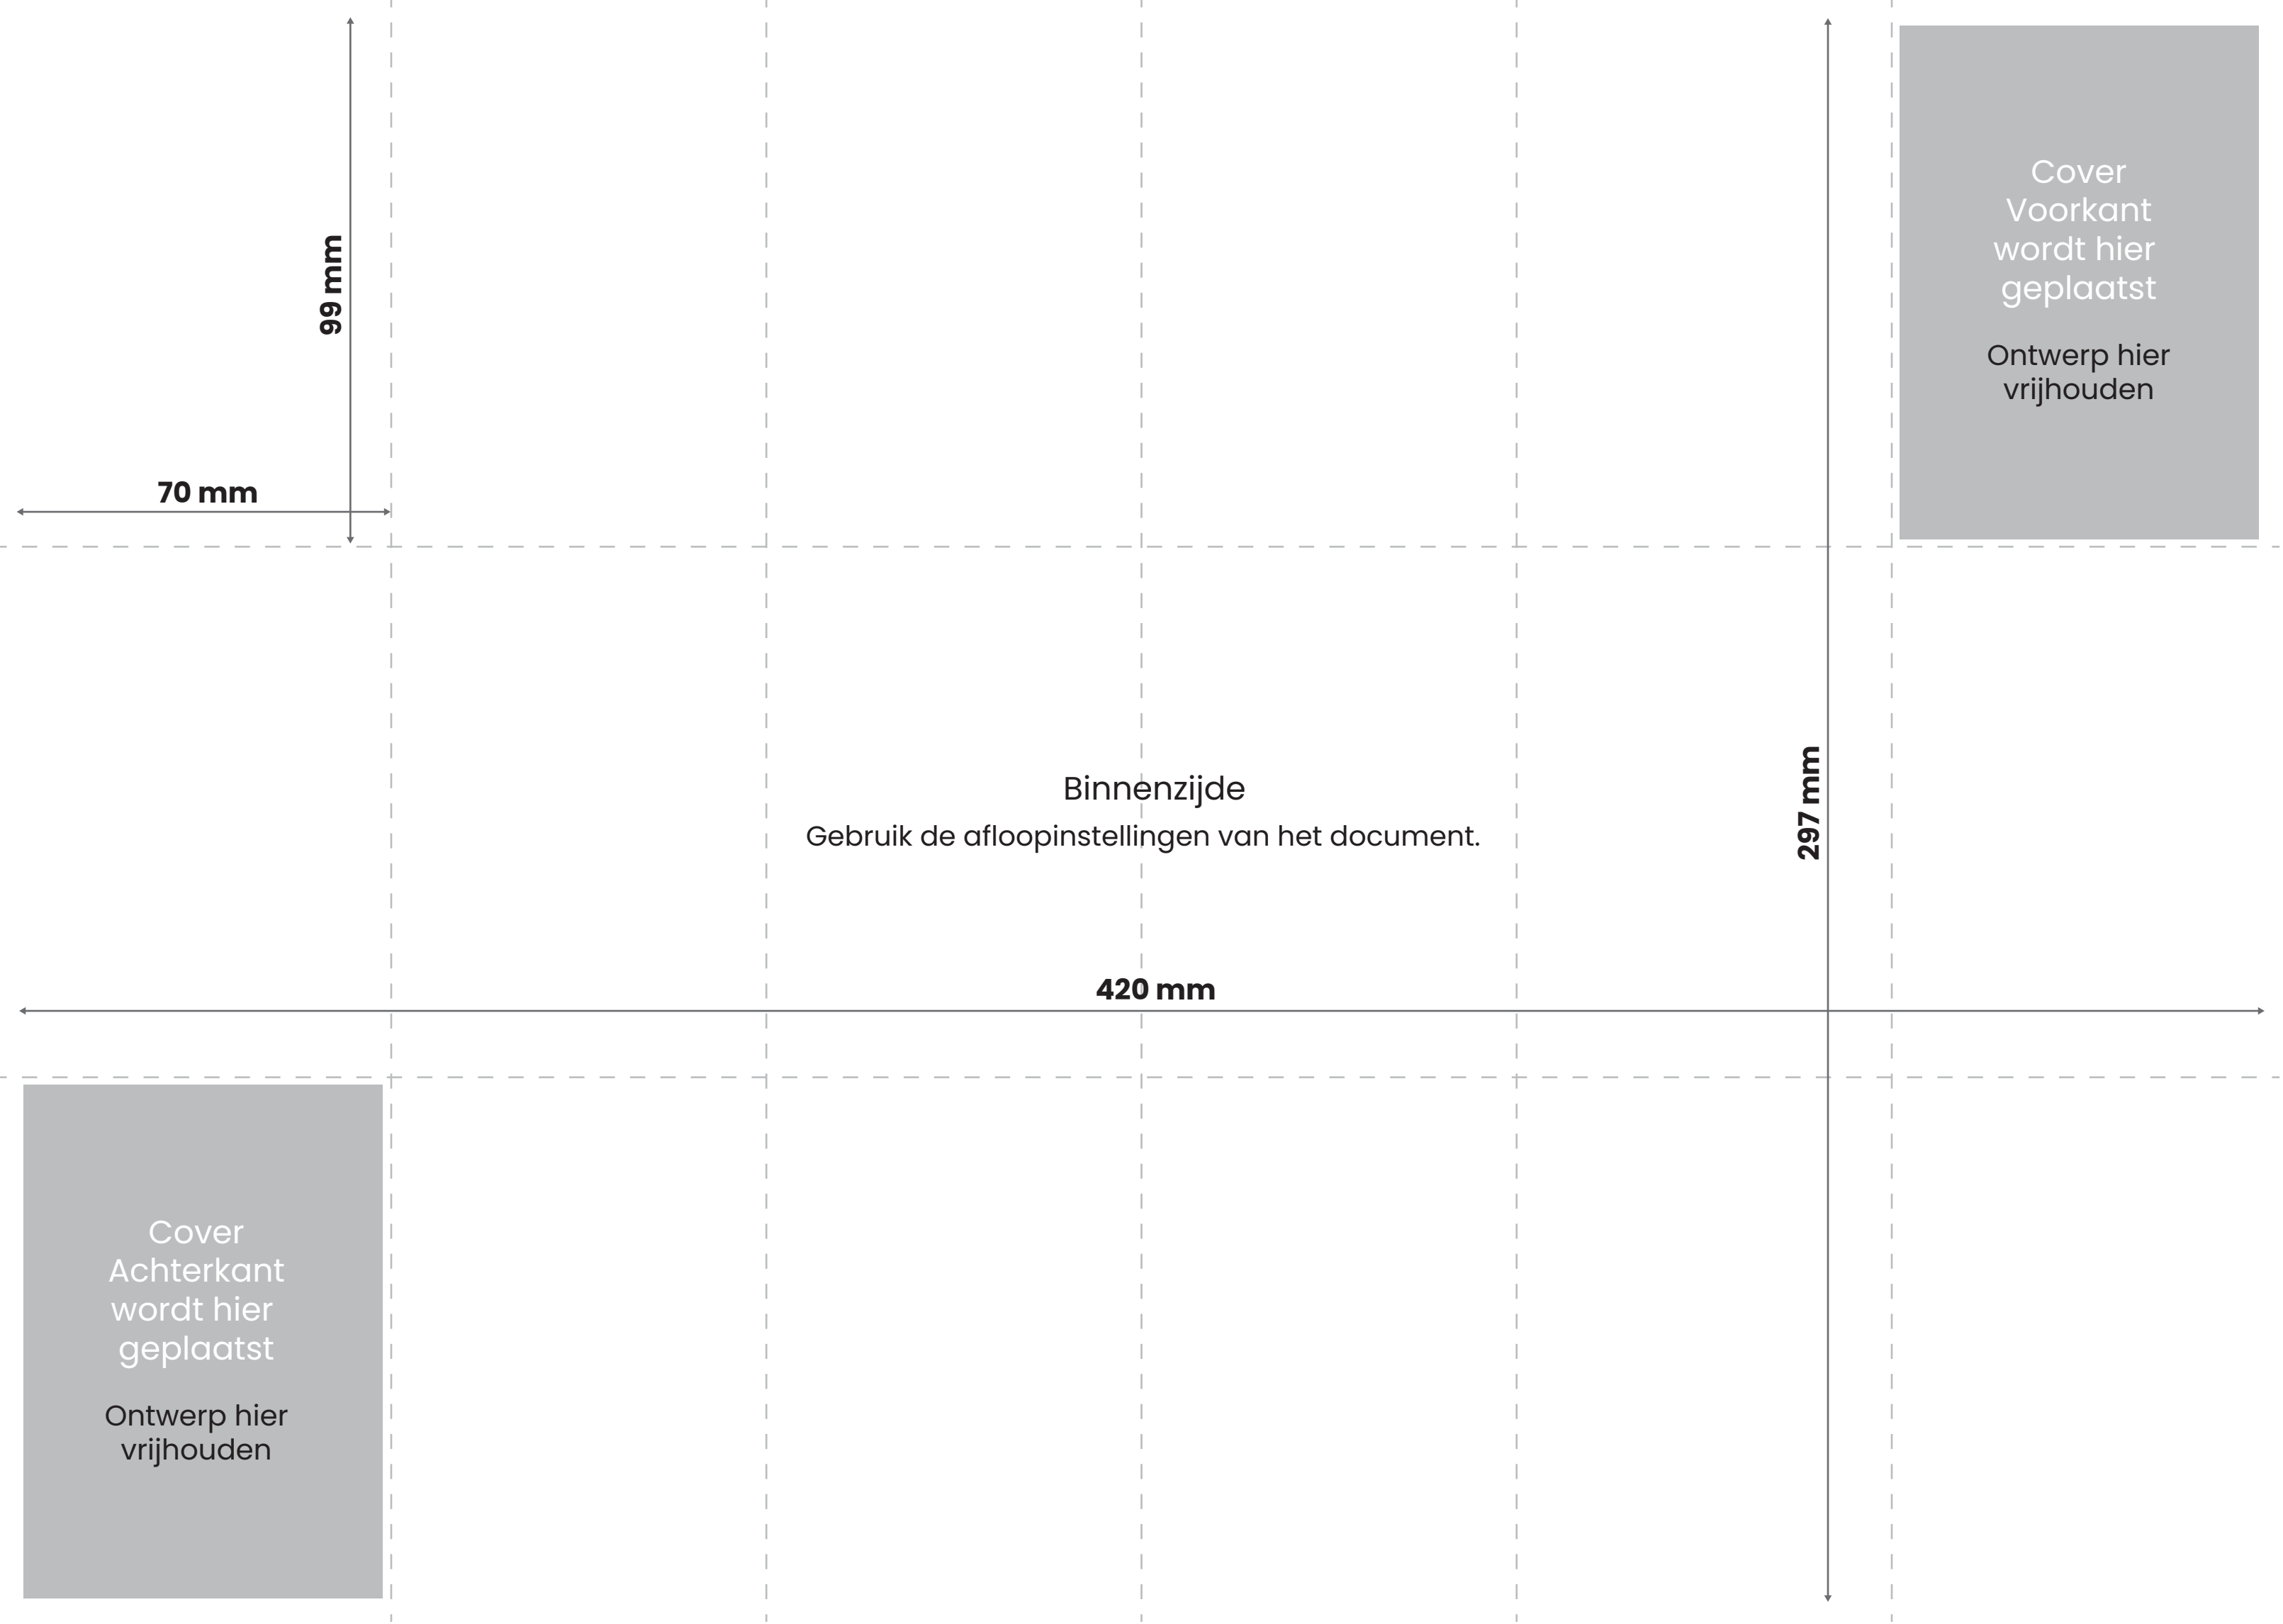 99 mm
70 mm
Cover
Voorkant
wordt hier
geplaatst
Ontwerp hier
vrijhouden
Binnenzijde
Gebruik de afloopinstellingen van het document.
297 mm
420 mm
Cover
Achterkant
wordt hier
geplaatst
Ontwerp hier
vrijhouden